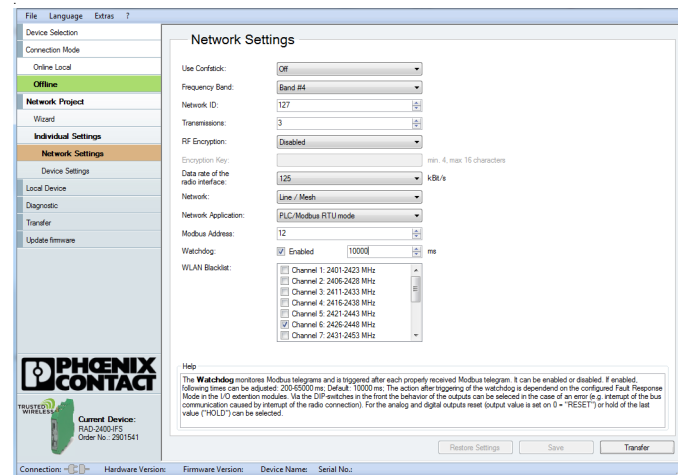 .
File Language Extras ?
Device Selection
Connection Mode
Online Local
Offline
Network Project
Wizard
Individual Settings
Network Settings
Device Settings
Local Device
Diagnostic
Transfer
Update firmware
PHŒNIX
CONTACT
TRUSTED
WIRELESS
Current Device:
RAD-2400-IFS
Order No.: 2901541
Network Settings
Use Confstick: Off
Frequency Band: Band #4
Network ID: 127
Transmissions: 3
RF Encryption: Disabled
Encryption Key: min. 4, max 16 characters
Data rate of the
radio interface: 125 kBit/s
Network: Line / Mesh
Network Application: PLC/Modbus RTU mode
Modbus Address: 12
Watchdog: Enabled 10000 ms
WLAN Blacklist:
Channel 1: 2401-2423 MHz
Channel 2: 2406-2428 MHz
Channel 3: 2411-2433 MHz
Channel 4: 2416-2438 MHz
Channel 5: 2421-2443 MHz
Channel 6: 2426-2448 MHz
Channel 7: 2431-2453 MHz
Help
The Watchdog monitores Modbus telegrams and is triggered after each properly received Modbus telegram. It can be enabled or disabled. If enabled,
following times can be adjusted: 200-65000 ms; Default: 10000 ms; The action after triggering of the watchdog is dependend on the configured Fault Response
Mode in the I/O extention modules. Via the DIP-switches in the front the behavior of the outputs can be seleced in the case of an error (e.g. interrupt of the bus
communication caused by interrupt of the radio connection). For the analog and digital outputs reset (output value is set on 0 = "RESET") or hold of the last
value ("HOLD") can be selected.
Restore Settings Save Transfer
Connection: Hardware Version: Firmware Version: Device Name: Serial No.: